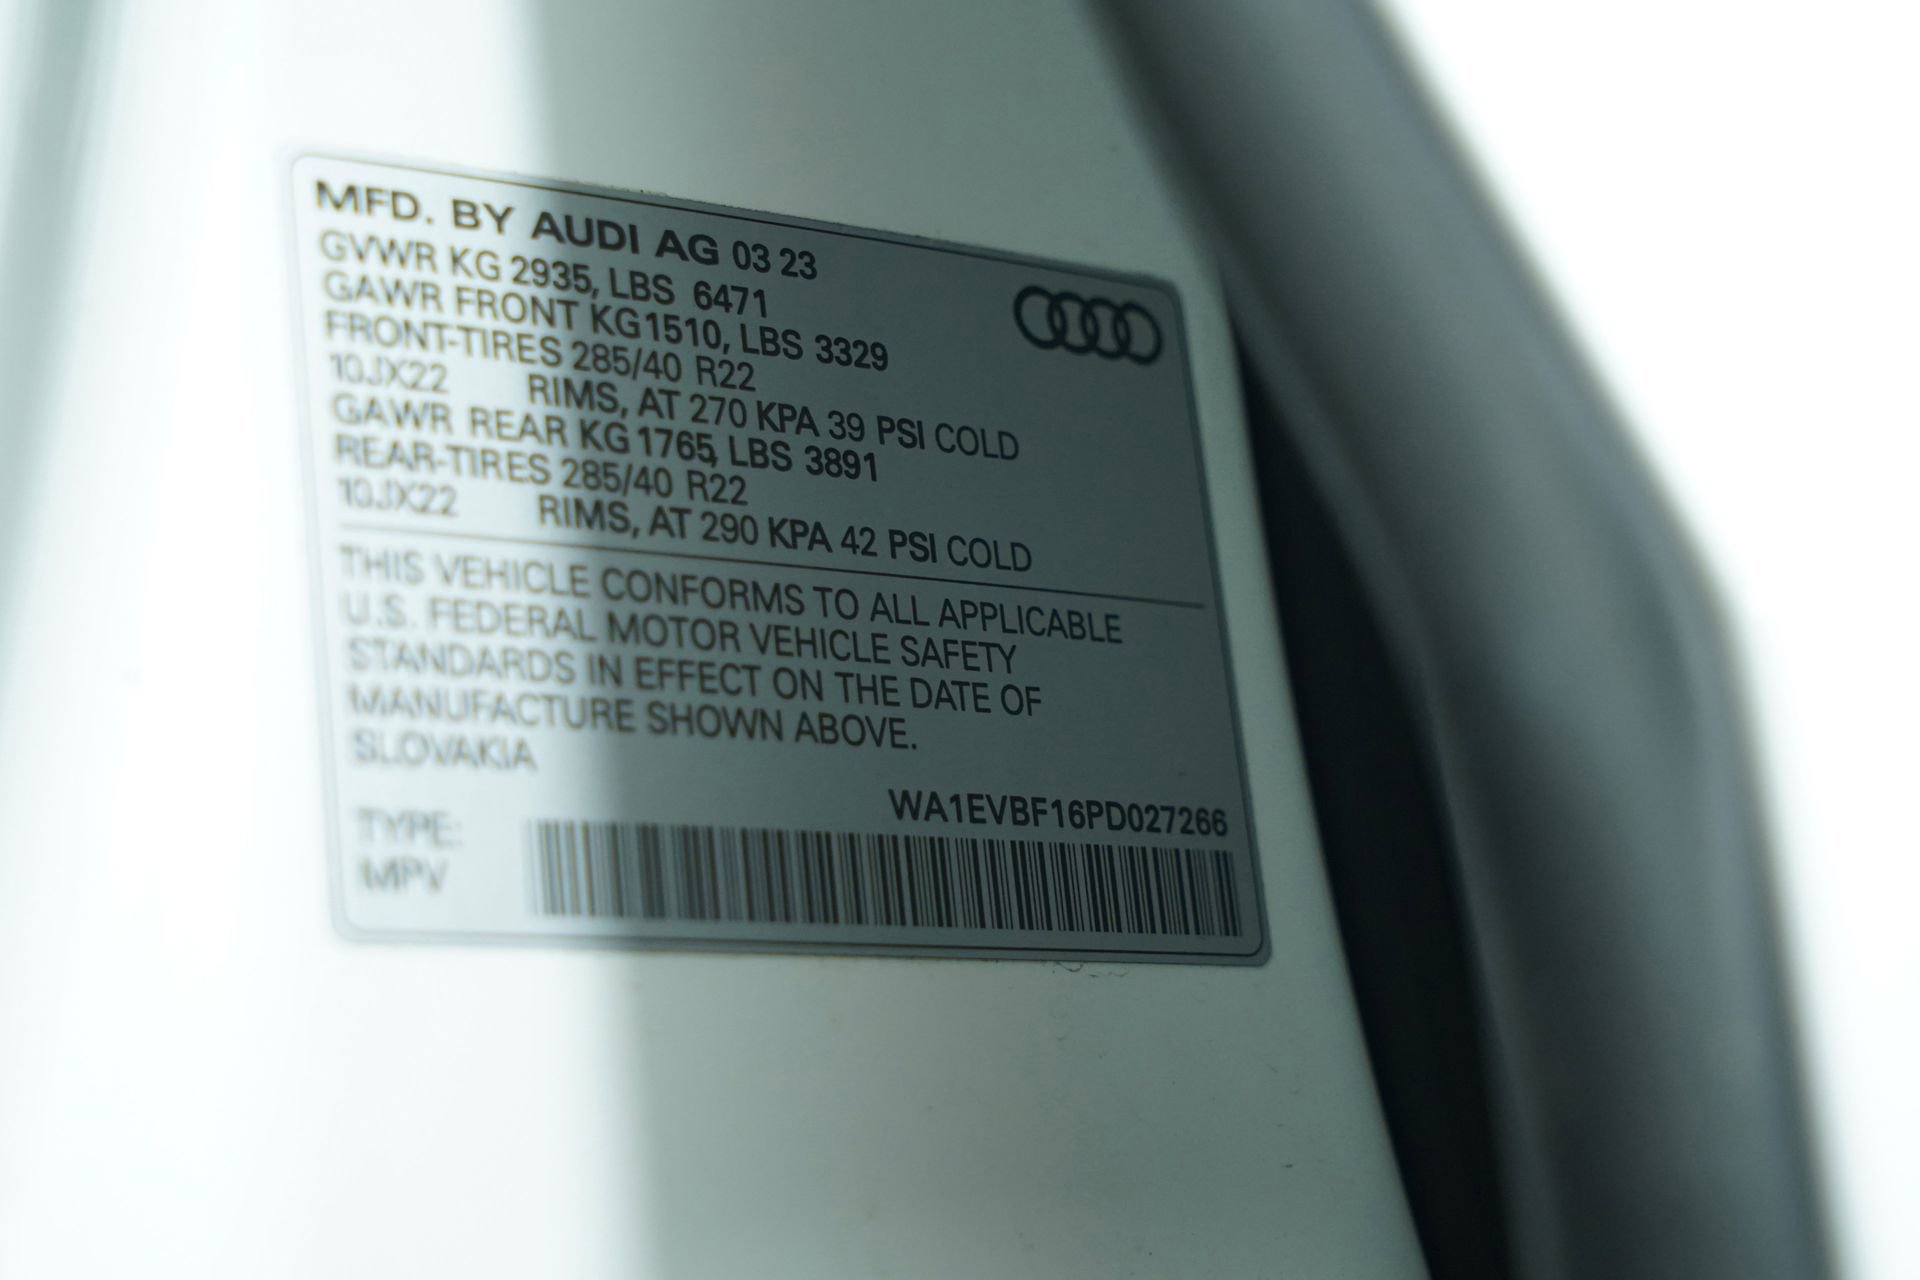 MFD. BY AUDI AG 03 23
GVWR KG 2935, LBS 6471
GAWR FRONT KG1510, LBS 3329
FRONT-TIRES 285/40 R22
10JX22 RIMS, AT 270 KPA 39 PSI COLD
GAWR REAR KG 1765, LBS 3891
REAR-TIRES 285/40 R22
10JX22 RIMS, AT 290 KPA 42 PSI COLD
THIS VEHICLE CONFORMS TO ALL APPLICABLE
U.S. FEDERAL MOTOR VEHICLE SAFETY
STANDARDS IN EFFECT ON THE DATE OF
MANUFACTURE SHOWN ABOVE.
SLOVAKIA
WA1EVBF16PD027266
TYPE:
MPV